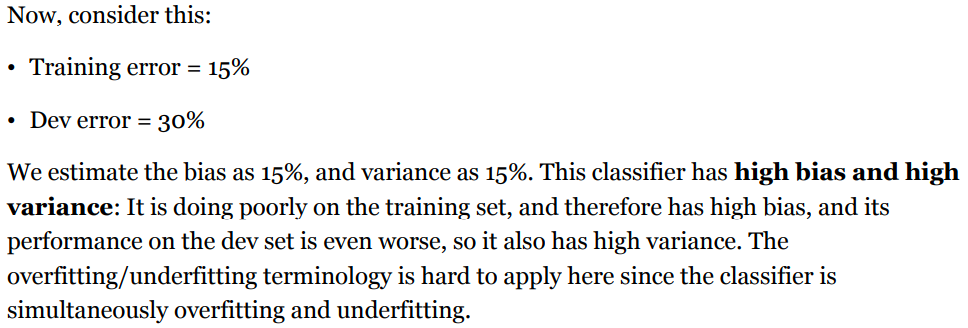 Now, consider this:
• Training error = 15%
• Dev error = 30%
We estimate the bias as 15%, and variance as 15%. This classifier has high bias and high
variance: It is doing poorly on the training set, and therefore has high bias, and its
performance on the dev set is even worse, so it also has high variance. The
overfitting/underfitting terminology is hard to apply here since the classifier is
simultaneously overfitting and underfitting.